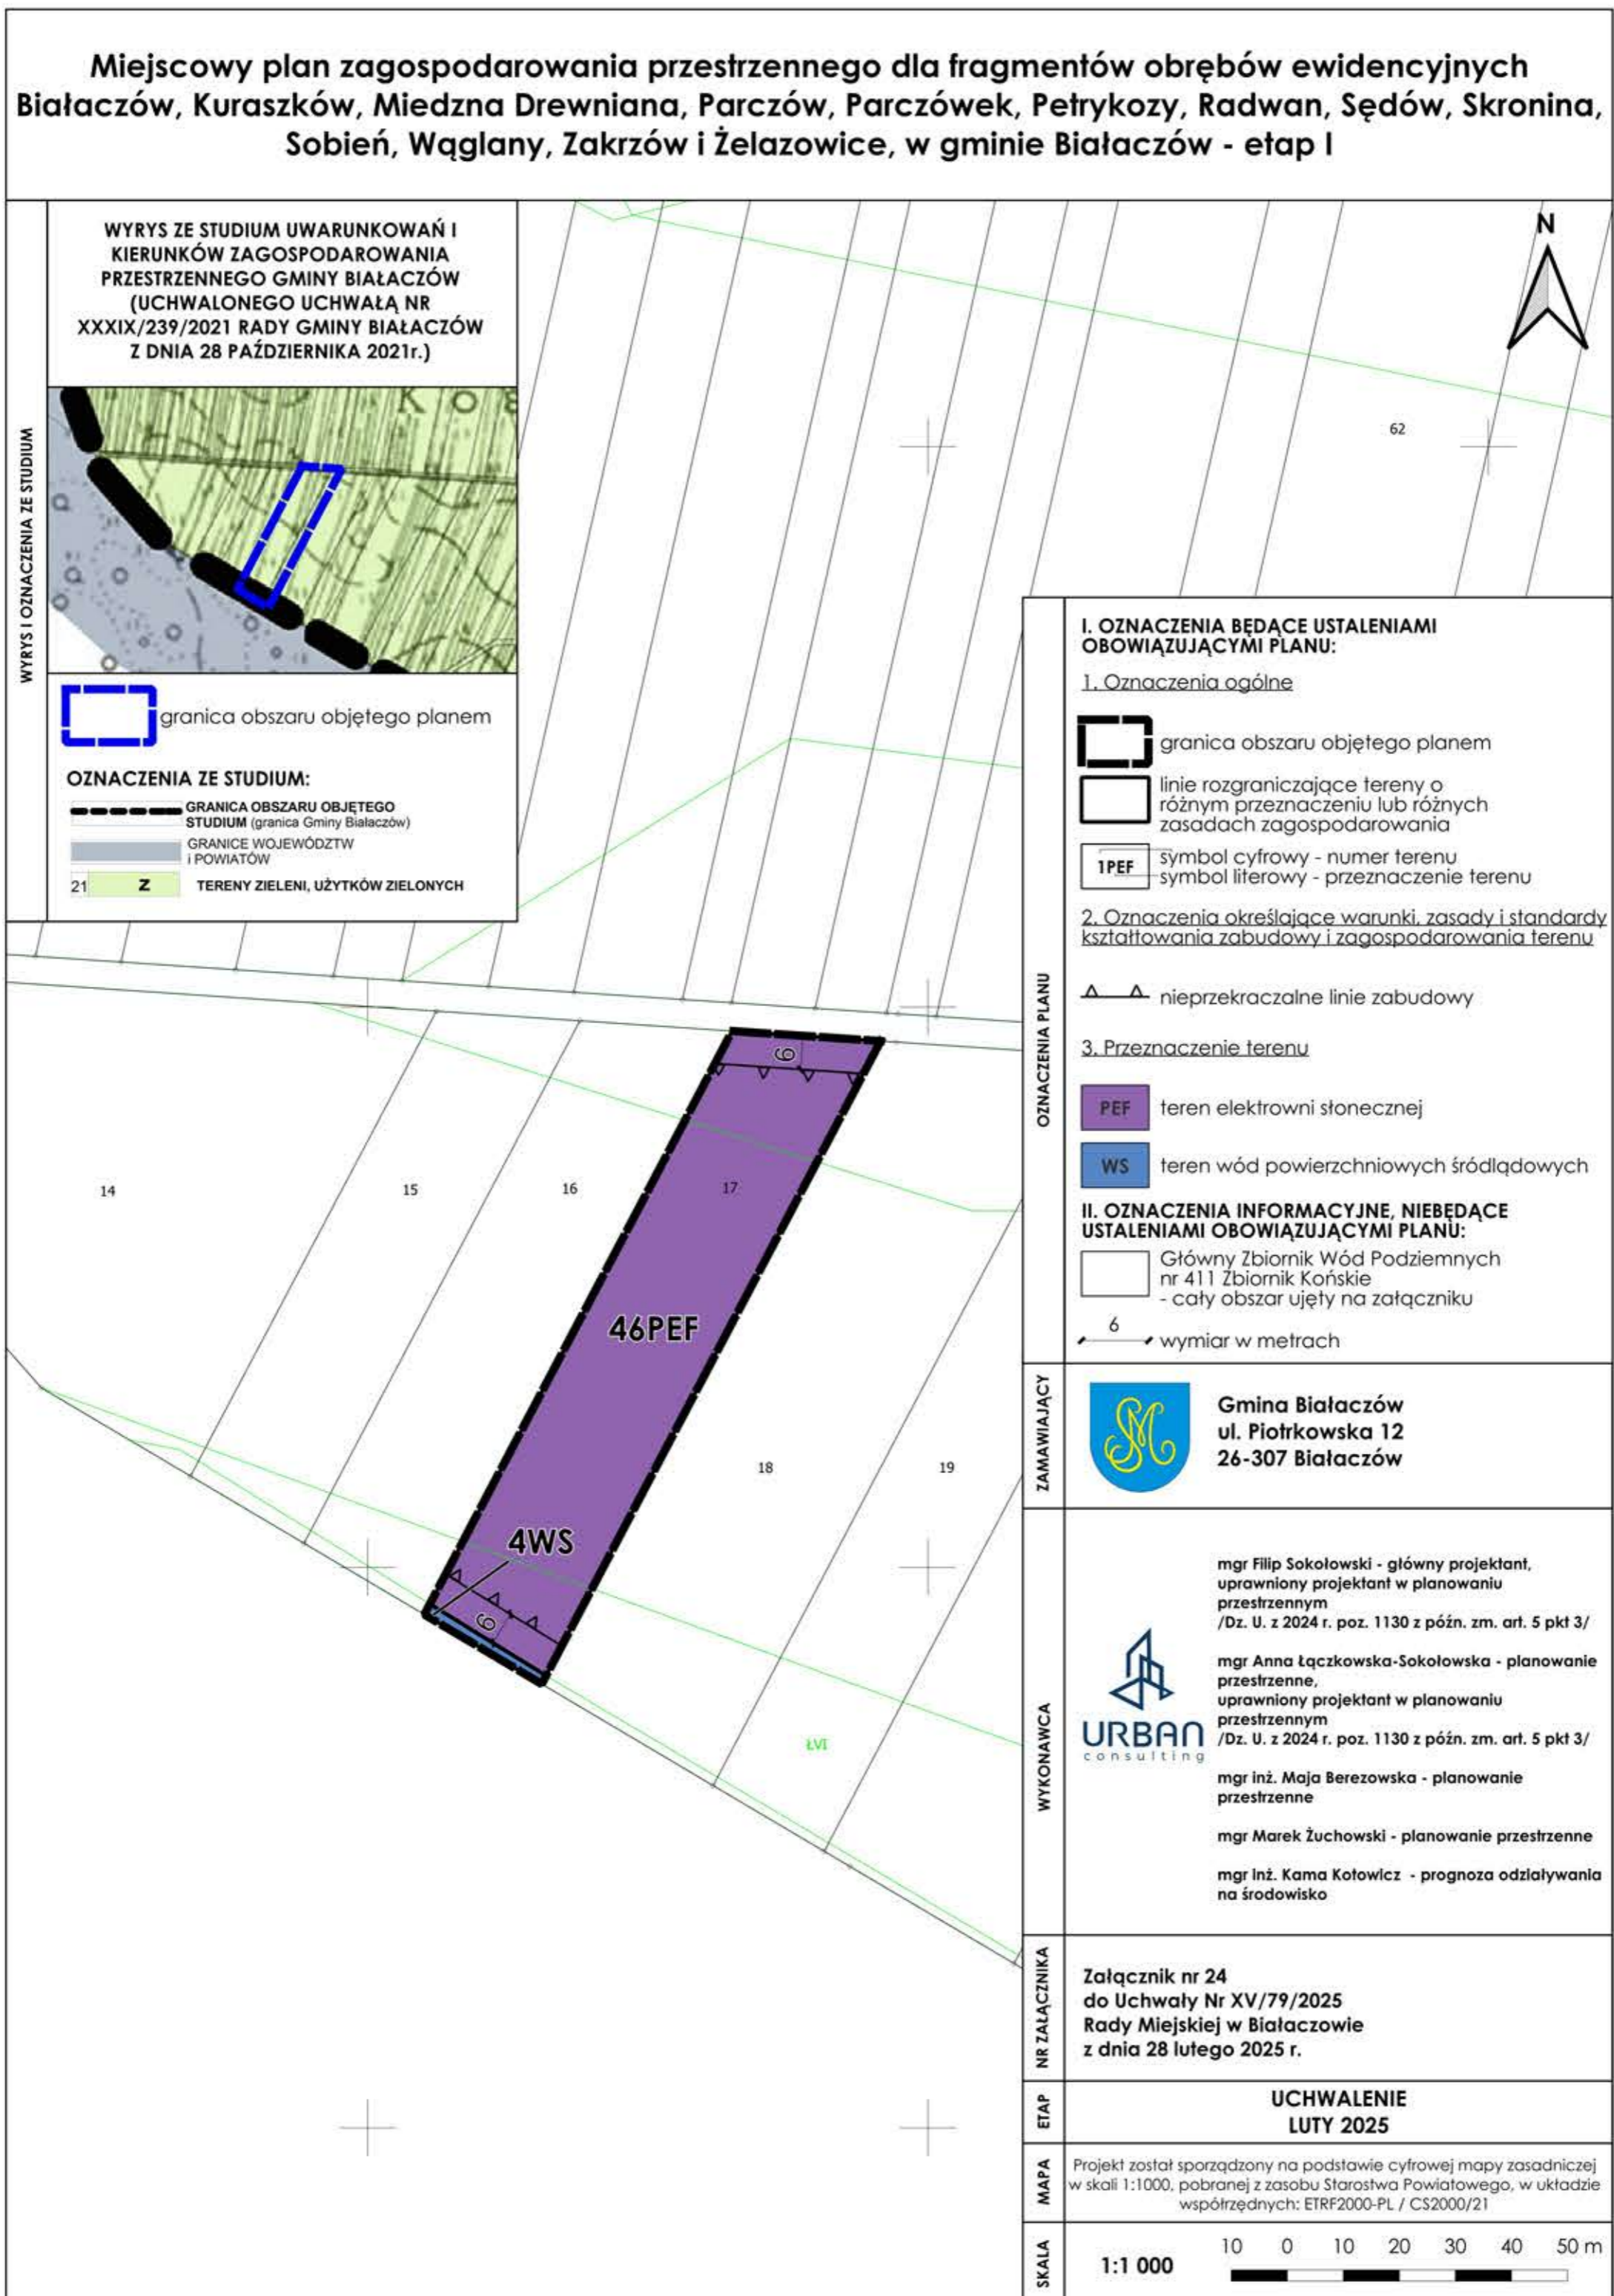 Miejscowy plan zagospodarowania przestrzennego dla fragmentów obrębów ewidencyjnych
Białaczów, Kuraszków, Miedzna Drewniana, Parczów, Parczówek, Petrykozy, Radwan, Sędów, Skronina,
Sobień, Wąglany, Zakrzów i Żelazowice, w gminie Białaczów - etap I
WYRYS I OZNACZENIA ZE STUDIUM
WYRYS ZE STUDIUM UWARUNKOWAŃ I
KIERUNKÓW ZAGOSPODAROWANIA
PRZESTRZENNEGO GMINY BIAŁACZÓW
(UCHWALONEGO UCHWAŁĄ NR
XXXIX/239/2021 RADY GMINY BIAŁACZÓW
Z DNIA 28 PAŹDZIERNIKA 2021r.)
granica obszaru objętego planem
OZNACZENIA ZE STUDIUM:
GRANICA OBSZARU OBJĘTEGO
STUDIUM (granica Gminy Białaczów)
GRANICE WOJEWÓDZTW
i POWIATÓW
21 Z TERENY ZIELENI, UŻYTKÓW ZIELONYCH
N
62
14
15
16
17
18
19
6
46PEF
4WS
6
ŁVI
OZNACZENIA PLANU
I. OZNACZENIA BĘDĄCE USTALENIAMI
OBOWIĄZUJĄCYMI PLANU:
1. Oznaczenia ogólne
granica obszaru objętego planem
linie rozgraniczające tereny o
różnym przeznaczeniu lub różnych
zasadach zagospodarowania
1PEF
symbol cyfrowy - numer terenu
symbol literowy - przeznaczenie terenu
2. Oznaczenia określające warunki, zasady i standardy
kształtowania zabudowy i zagospodarowania terenu
nieprzekraczalne linie zabudowy
3. Przeznaczenie terenu
PEF teren elektrowni słonecznej
WS teren wód powierzchniowych śródlądowych
II. OZNACZENIA INFORMACYJNE, NIEBĘDĄCE
USTALENIAMI OBOWIĄZUJĄCYMI PLANU:
Główny Zbiornik Wód Podziemnych
nr 411 Zbiornik Końskie
- cały obszar ujęty na załączniku
6 wymiar w metrach
ZAMAWIAJĄCY
Gmina Białaczów
ul. Piotrkowska 12
26-307 Białaczów
WYKONAWCA
URBAN
consulting
mgr Filip Sokołowski - główny projektant,
uprawniony projektant w planowaniu
przestrzennym
/Dz. U. z 2024 r. poz. 1130 z późn. zm. art. 5 pkt 3/
mgr Anna Łączkowska-Sokołowska - planowanie
przestrzenne,
uprawniony projektant w planowaniu
przestrzennym
/Dz. U. z 2024 r. poz. 1130 z późn. zm. art. 5 pkt 3/
mgr inż. Maja Berezowska - planowanie
przestrzenne
mgr Marek Żuchowski - planowanie przestrzenne
mgr inż. Kama Kotowicz - prognoza odziaływania
na środowisko
NR ZAŁĄCZNIKA
Załącznik nr 24
do Uchwały Nr XV/79/2025
Rady Miejskiej w Białaczowie
z dnia 28 lutego 2025 r.
ETAP
UCHWALENIE
LUTY 2025
MAPA
Projekt został sporządzony na podstawie cyfrowej mapy zasadniczej
w skali 1:1000, pobranej z zasobu Starostwa Powiatowego, w układzie
współrzędnych: ETRF2000-PL / CS2000/21
SKALA
1:1 000
10 0 10 20 30 40 50 m